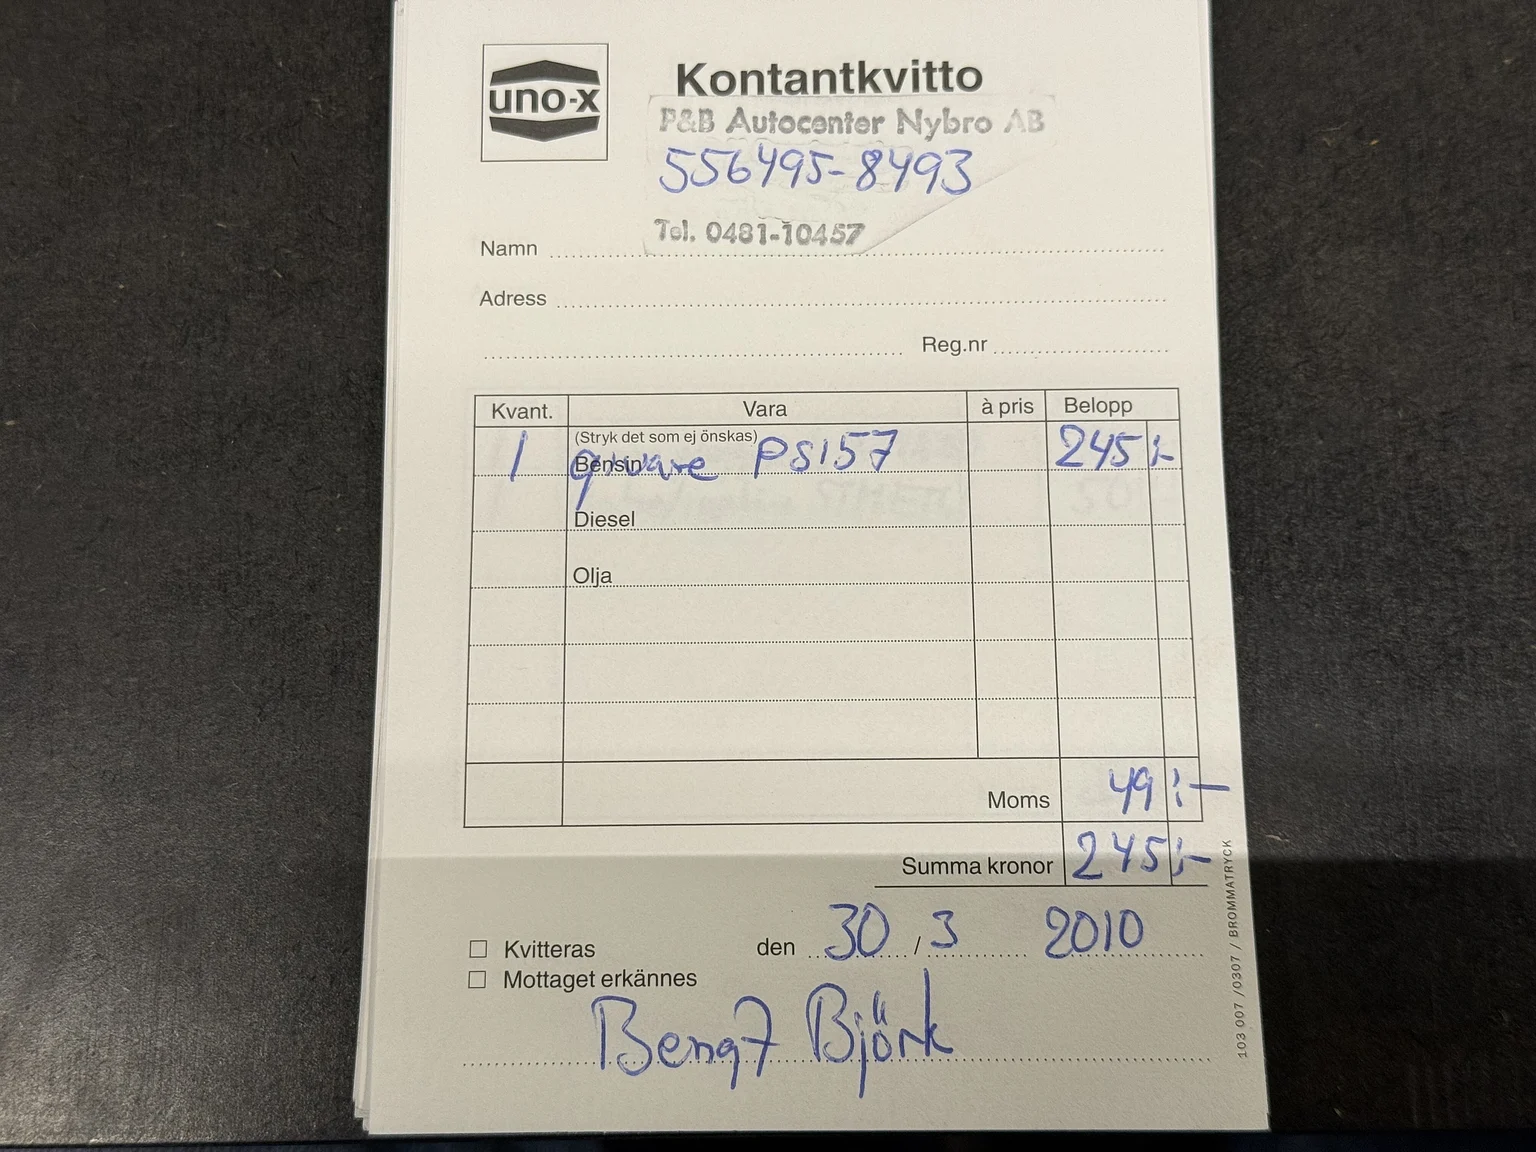 uno-x
Kontantkvitto
P&B Autocenter Nybro AB
556495-8493
Tel. 0481-10457
Namn
Adress
Reg.nr
Kvant. Vara à pris Belopp
(Stryk det som ej önskas)
1 Bensin givare PS157 245:-
Diesel
Olja
Moms 49:-
Summa kronor 245:-
Kvitteras den 30/3 2010
Mottaget erkännes
Bengt Björk
103 007 /0307 / BROMMATRYCK